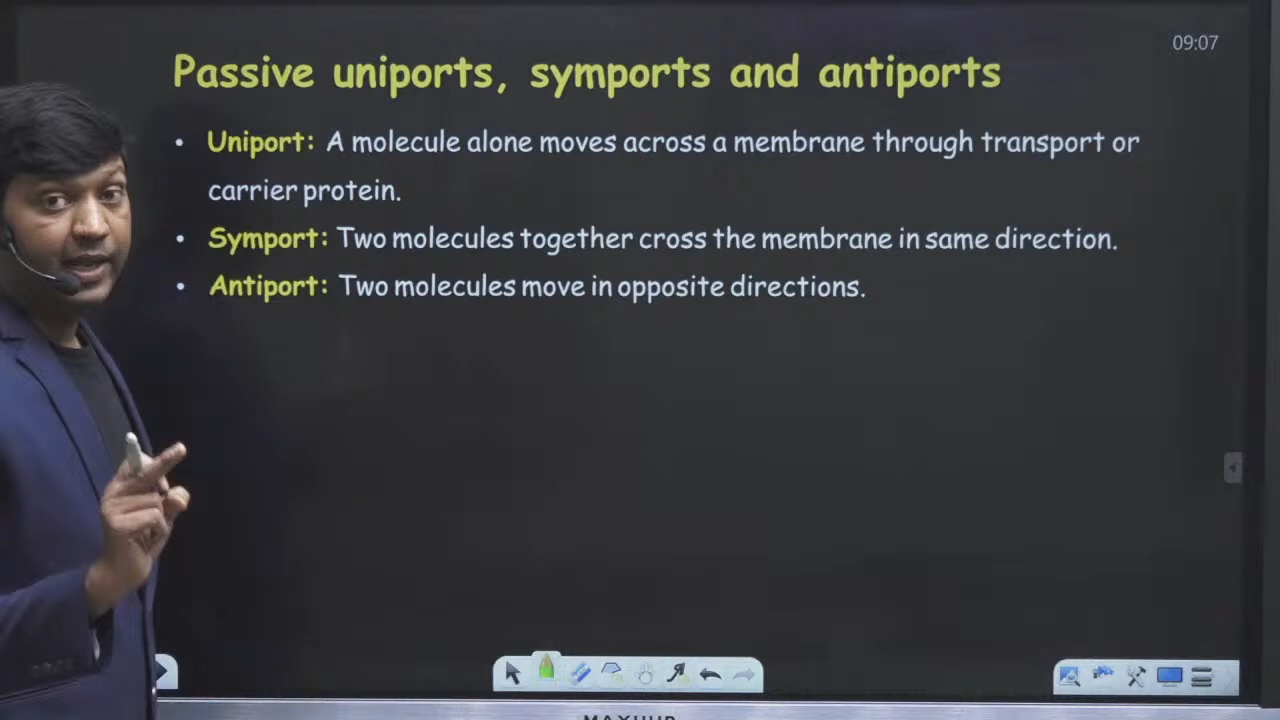 09:07
Passive uniports, symports and antiports
• Uniport: A molecule alone moves across a membrane through transport or
carrier protein.
• Symport: Two molecules together cross the membrane in same direction.
• Antiport: Two molecules move in opposite directions.